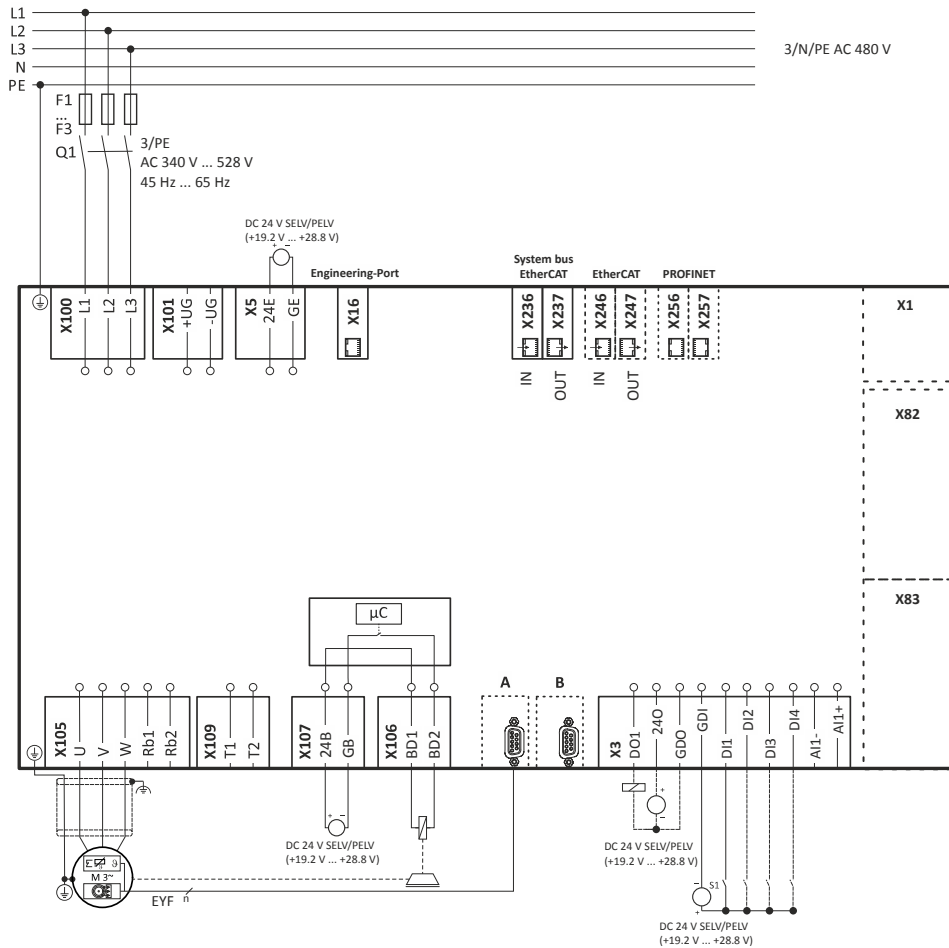 L1
L2
L3
N
PE
3/N/PE AC 480 V
F1
...
F3
Q1
3/PE
AC 340 V ... 528 V
45 Hz ... 65 Hz
DC 24 V SELV/PELV
(+19.2 V ... +28.8 V)
+ −
Engineering-Port
System bus
EtherCAT
EtherCAT
PROFINET
X100
L1
L2
L3
X101
+UG
-UG
X5
24E
GE
X16
X236
X237
X246
X247
X256
X257
IN
OUT
IN
OUT
X1
X82
X83
µC
A
B
X105
U
V
W
Rb1
Rb2
X109
T1
T2
X107
24B
GB
X106
BD1
BD2
X3
DO1
24O
GDO
GDI
DI1
DI2
DI3
DI4
AI1-
AI1+
+ −
DC 24 V SELV/PELV
(+19.2 V ... +28.8 V)
+
−
DC 24 V SELV/PELV
(+19.2 V ... +28.8 V)
−
+
S1
DC 24 V SELV/PELV
(+19.2 V ... +28.8 V)
Σ ϑ
M 3~
EYF
n